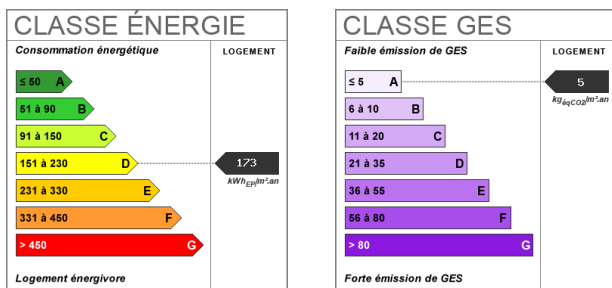 CLASSE ÉNERGIE
Consommation énergétique
LOGEMENT
≤ 50 A
51 à 90 B
91 à 150 C
151 à 230 D
173
kWhEP/m².an
231 à 330 E
331 à 450 F
> 450 G
Logement énergivore
CLASSE GES
Faible émission de GES
LOGEMENT
≤ 5 A
5
kgéqCO2/m².an
6 à 10 B
11 à 20 C
21 à 35 D
36 à 55 E
56 à 80 F
> 80 G
Forte émission de GES